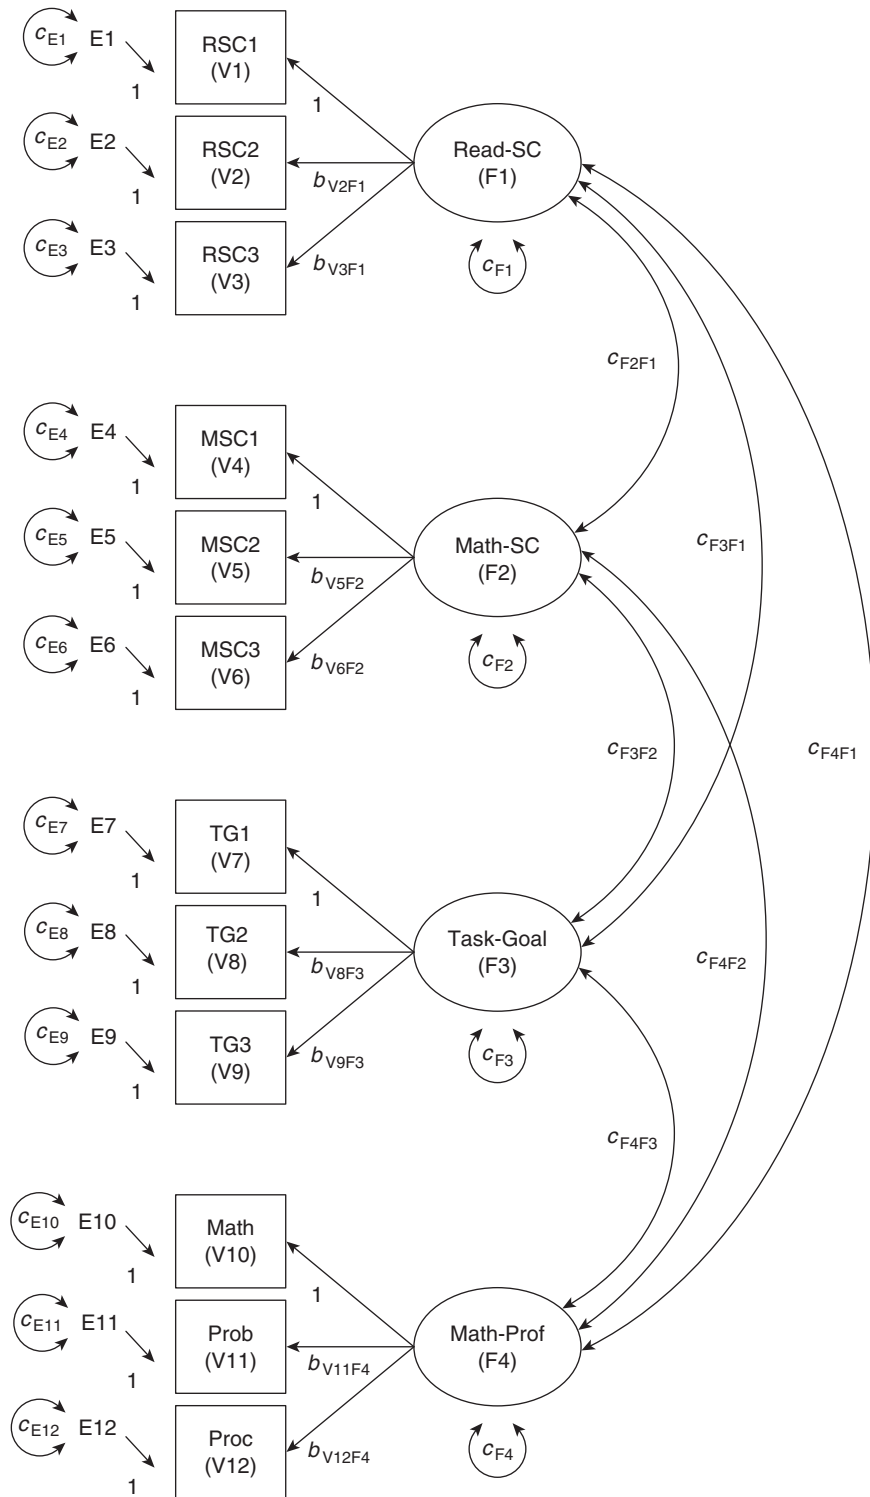 cE1 E1 1 RSC1
(V1)
1
cE2 E2 1 RSC2
(V2)
bV2F1
Read-SC
(F1)
cE3 E3 1 RSC3
(V3)
bV3F1
cF1
cF2F1
cE4 E4 1 MSC1
(V4)
1
cE5 E5 1 MSC2
(V5)
bV5F2
Math-SC
(F2)
cF3F1
cE6 E6 1 MSC3
(V6)
bV6F2
cF2
cF3F2
cF4F1
cE7 E7 1 TG1
(V7)
1
cE8 E8 1 TG2
(V8)
bV8F3
Task-Goal
(F3)
cF4F2
cE9 E9 1 TG3
(V9)
bV9F3
cF3
cF4F3
cE10 E10 1 Math
(V10)
1
cE11 E11 1 Prob
(V11)
bV11F4
Math-Prof
(F4)
cE12 E12 1 Proc
(V12)
bV12F4
cF4